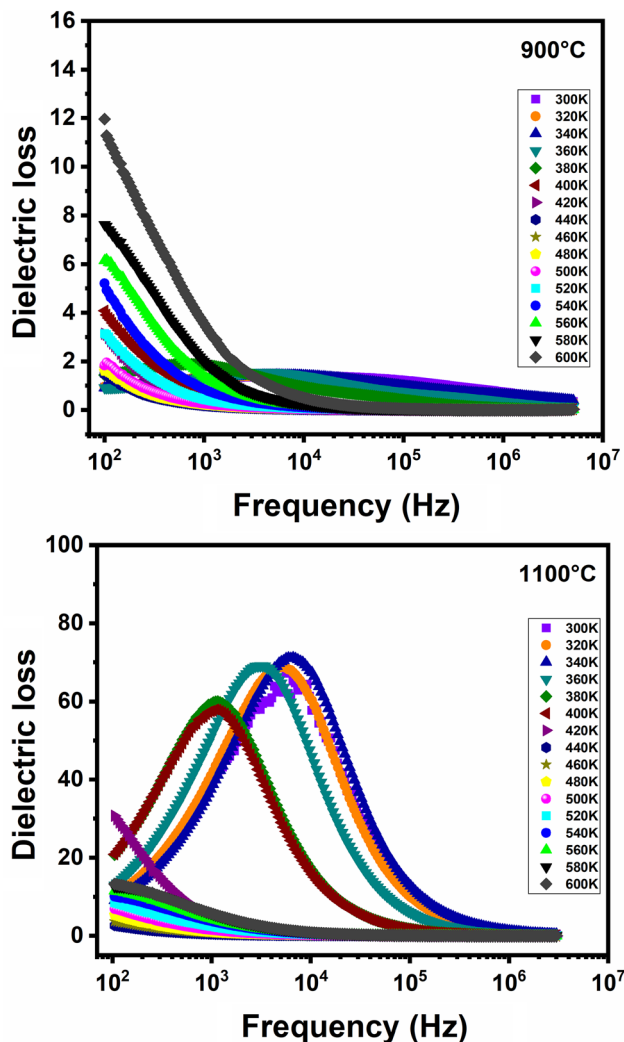 900°C
Dielectric loss
16
14
12
10
8
6
4
2
0
300K
320K
340K
360K
380K
400K
420K
440K
460K
480K
500K
520K
540K
560K
580K
600K
10² 10³ 10⁴ 10⁵ 10⁶ 10⁷
Frequency (Hz)
1100°C
Dielectric loss
100
80
60
40
20
0
300K
320K
340K
360K
380K
400K
420K
440K
460K
480K
500K
520K
540K
560K
580K
600K
10² 10³ 10⁴ 10⁵ 10⁶ 10⁷
Frequency (Hz)